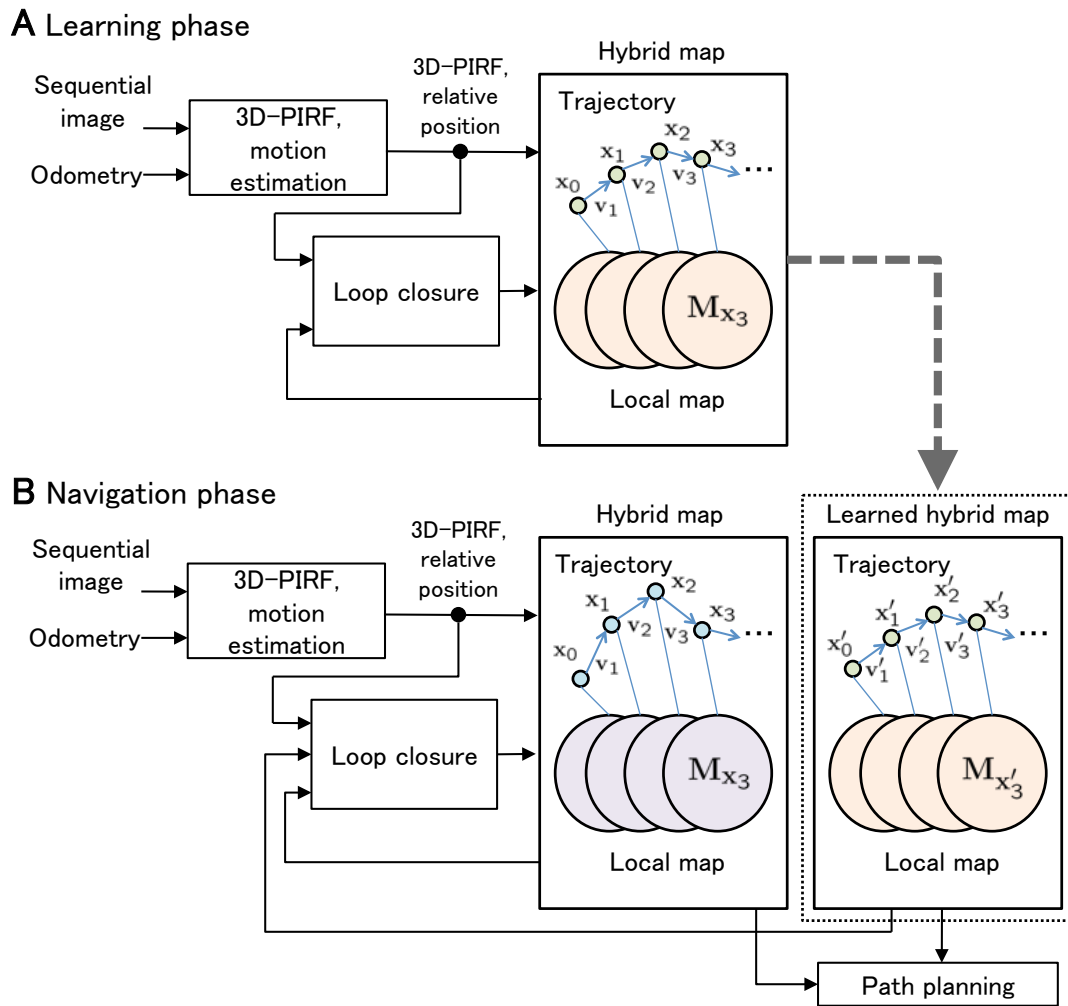 A Learning phase
Sequential
image
Odometry
3D-PIRF,
motion
estimation
3D-PIRF,
relative
position
Loop closure
Hybrid map
Trajectory
x₀
x₁
x₂
x₃
v₁
v₂
v₃
...
M_x₃
Local map
B Navigation phase
Sequential
image
Odometry
3D-PIRF,
motion
estimation
3D-PIRF,
relative
position
Loop closure
Hybrid map
Trajectory
x₀
x₁
x₂
x₃
v₁
v₂
v₃
...
M_x₃
Local map
Learned hybrid map
Trajectory
x′₀
x′₁
x′₂
x′₃
v′₁
v′₂
v′₃
...
M_x′₃
Local map
Path planning